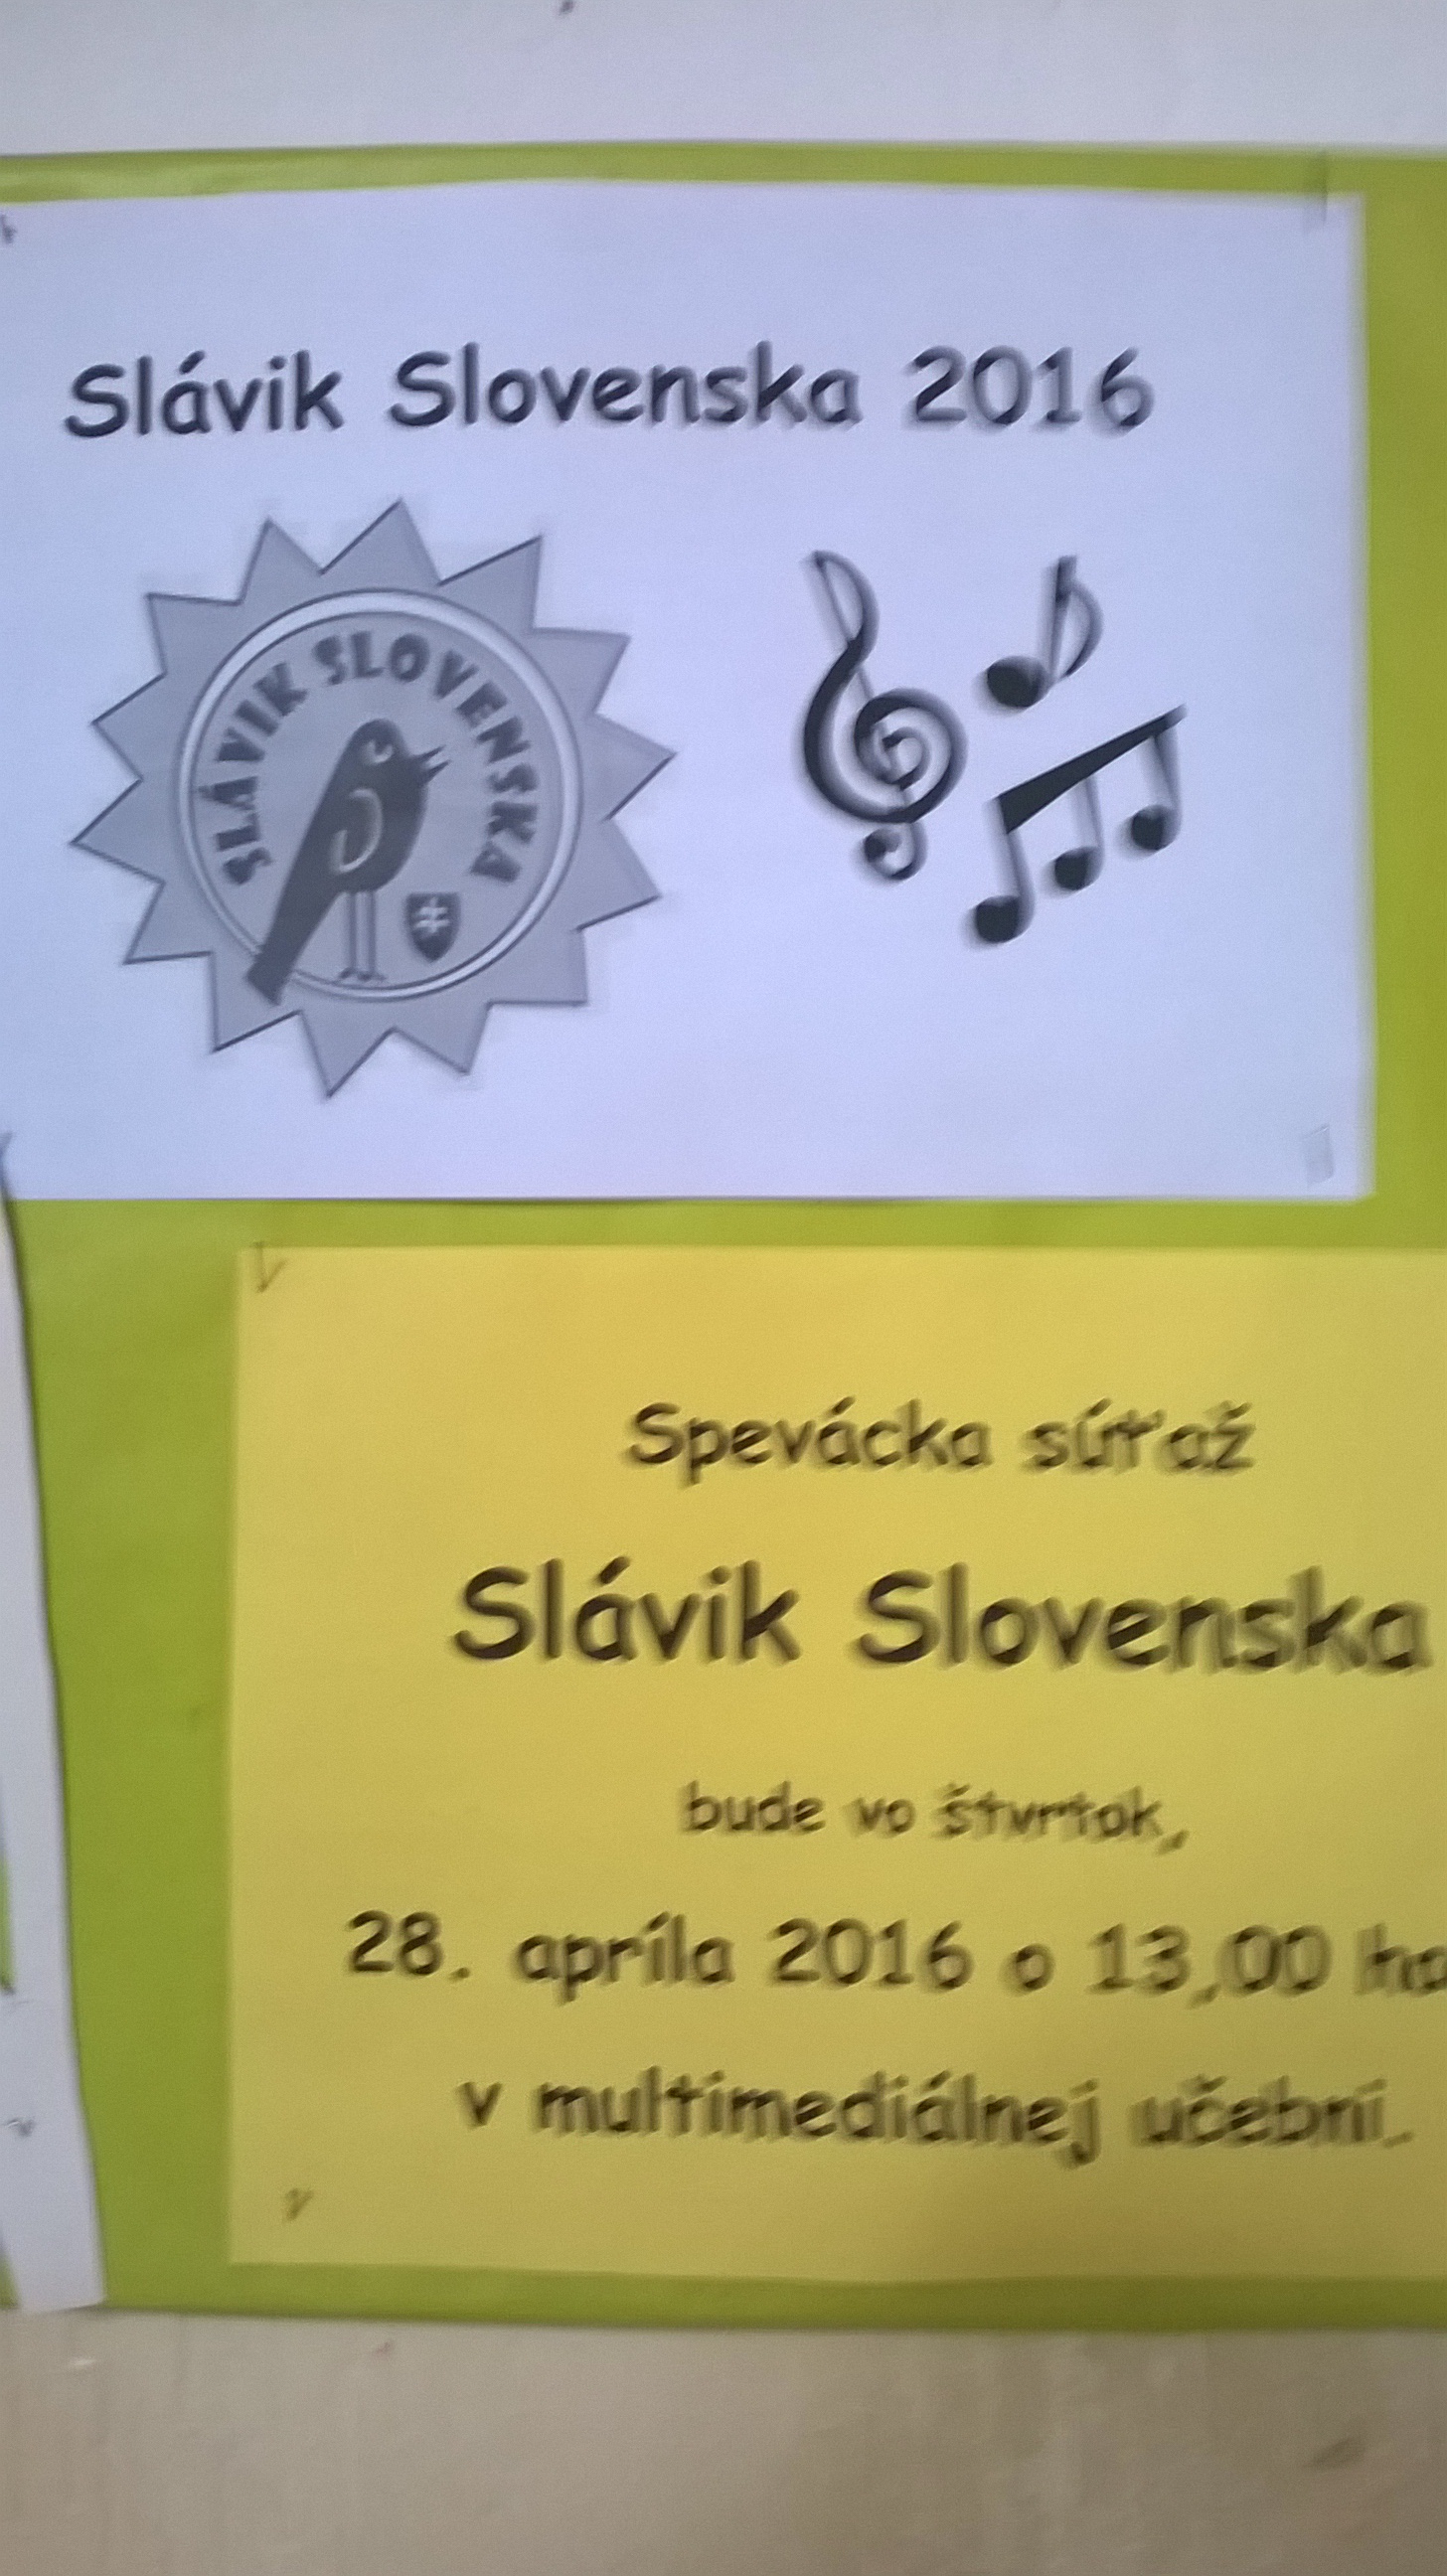 Slávik Slovenska 2016
SLÁVIK SLOVENSKA
Spevácka súťaž
Slávik Slovenska
bude vo štvrtok,
28. apríla 2016 o 13,00 ho
v multimediálnej učebni.